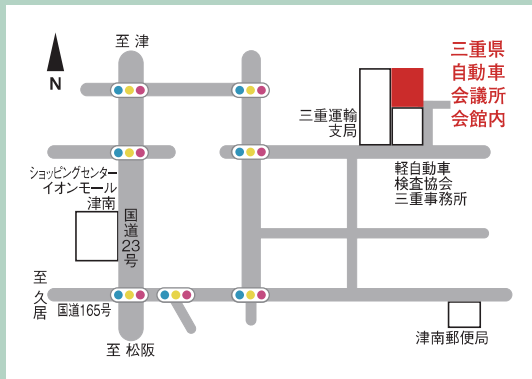 至 津
N
三重県
自動車
会議所
会館内
三重運輸
支局
軽自動車
検査協会
三重事務所
ショッピングセンター
イオンモール
津南
国道23号
至 久居
国道165号
津南郵便局
至 松阪